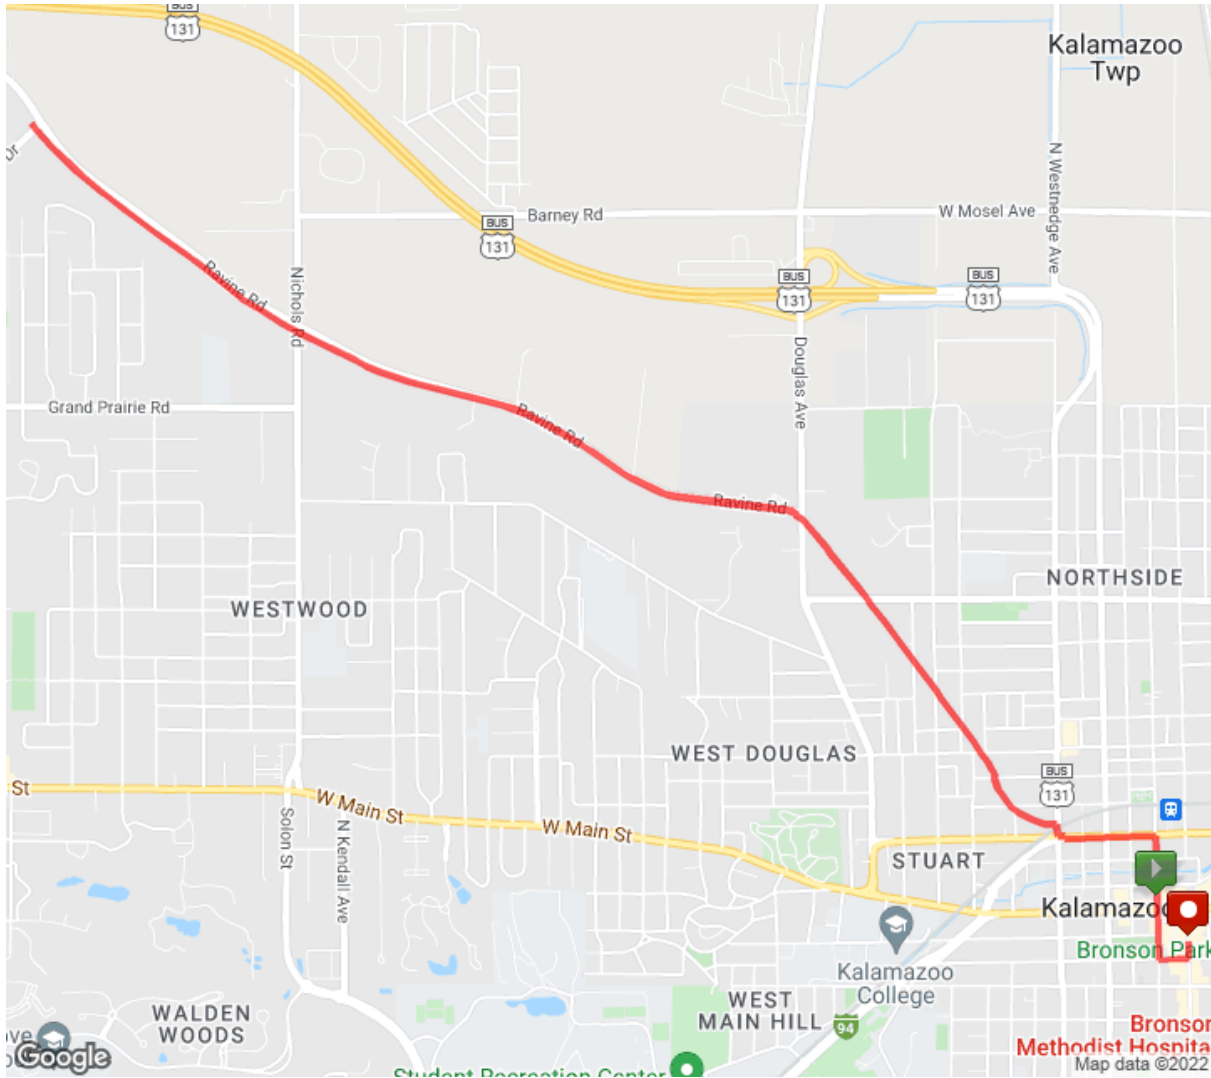 BUS
131
Kalamazoo
Twp
or
N Westnedge Ave
Barney Rd
W Mosel Ave
BUS
131
Ravine Rd
Nichols Rd
BUS
131
BUS
131
Douglas Ave
Grand Prairie Rd
Ravine Rd
Ravine Rd
NORTHSIDE
WESTWOOD
WEST DOUGLAS
BUS
131
St
W Main St
W Main St
Solon St
N Kendall Ave
STUART
Kalamazoo
Bronson Park
Kalamazoo
College
WALDEN
WOODS
WEST
MAIN HILL
94
Bronson
Methodist Hospita
ove
Google
Student Recreation Center
Map data ©2022